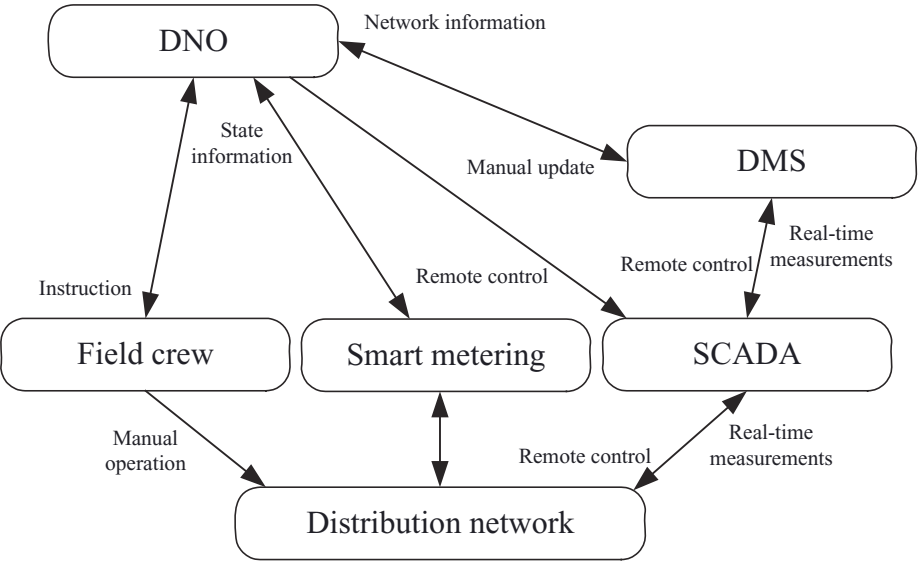 Network information
DNO
State
information
Manual update
DMS
Real-time
measurements
Remote control
Instruction
Remote control
Field crew
Smart metering
SCADA
Manual
operation
Remote control
Real-time
measurements
Distribution network